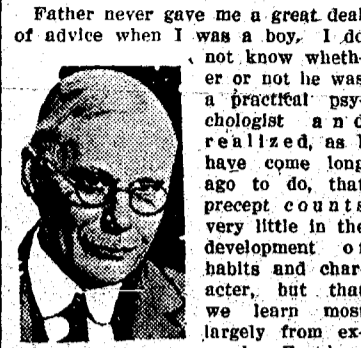 Father never gave me a great deal
of advice when I was a boy. I do
not know wheth-
er or not he was
a practical psy-
chologist and
realized, as I
have come long
ago to do, that
precept counts
very little in the
development of
habits and char-
acter, but that
we learn most
largely from ex-